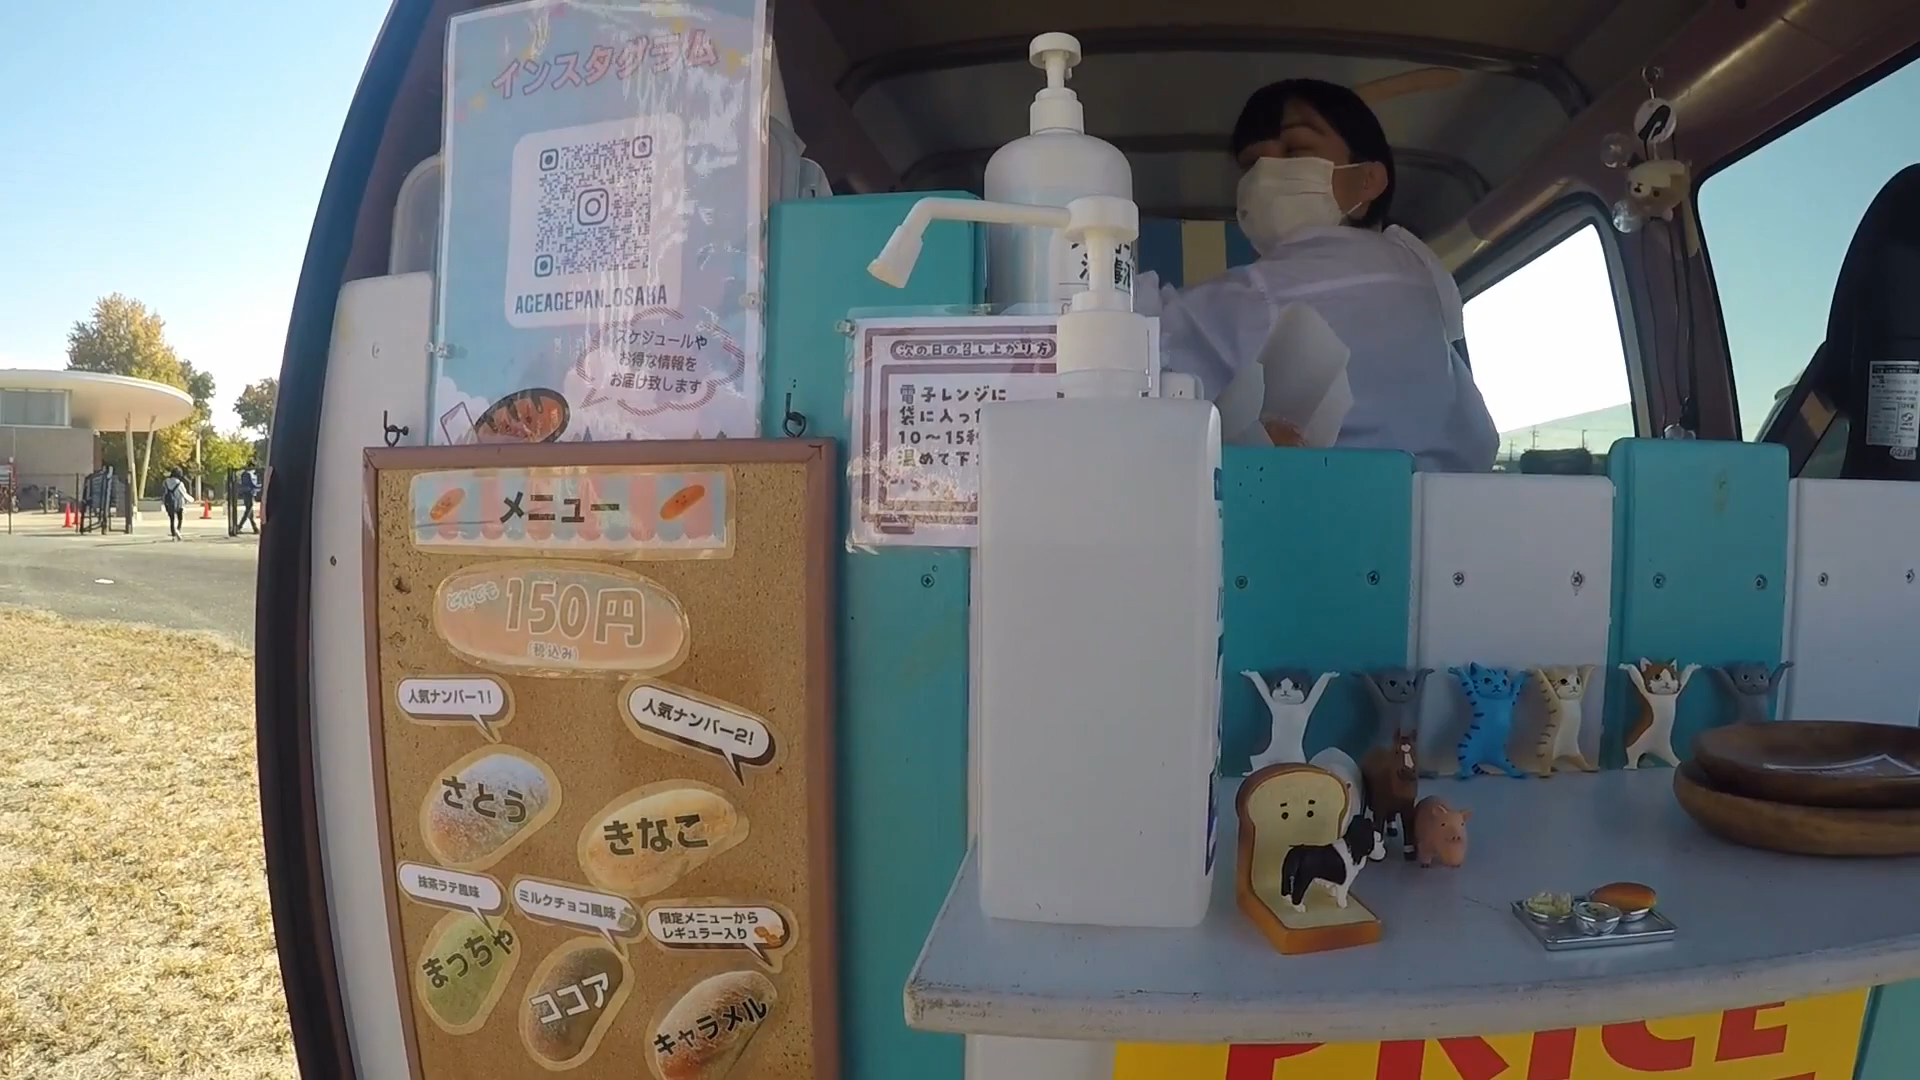 インスタグラム
AGEAGEPAN_OSAKA
スケジュールや
お得な情報を
お届け致します
次の日の召し上がり方
電子レンジに
袋に入った
10〜15秒
温めて下
メニュー
どれでも
150円
(税込み)
人気ナンバー1!
人気ナンバー2!
さとう
きなこ
抹茶ラテ風味
ミルクチョコ風味
限定メニューから
レギュラー入り
まっちゃ
ココア
キャラメル
PRICE